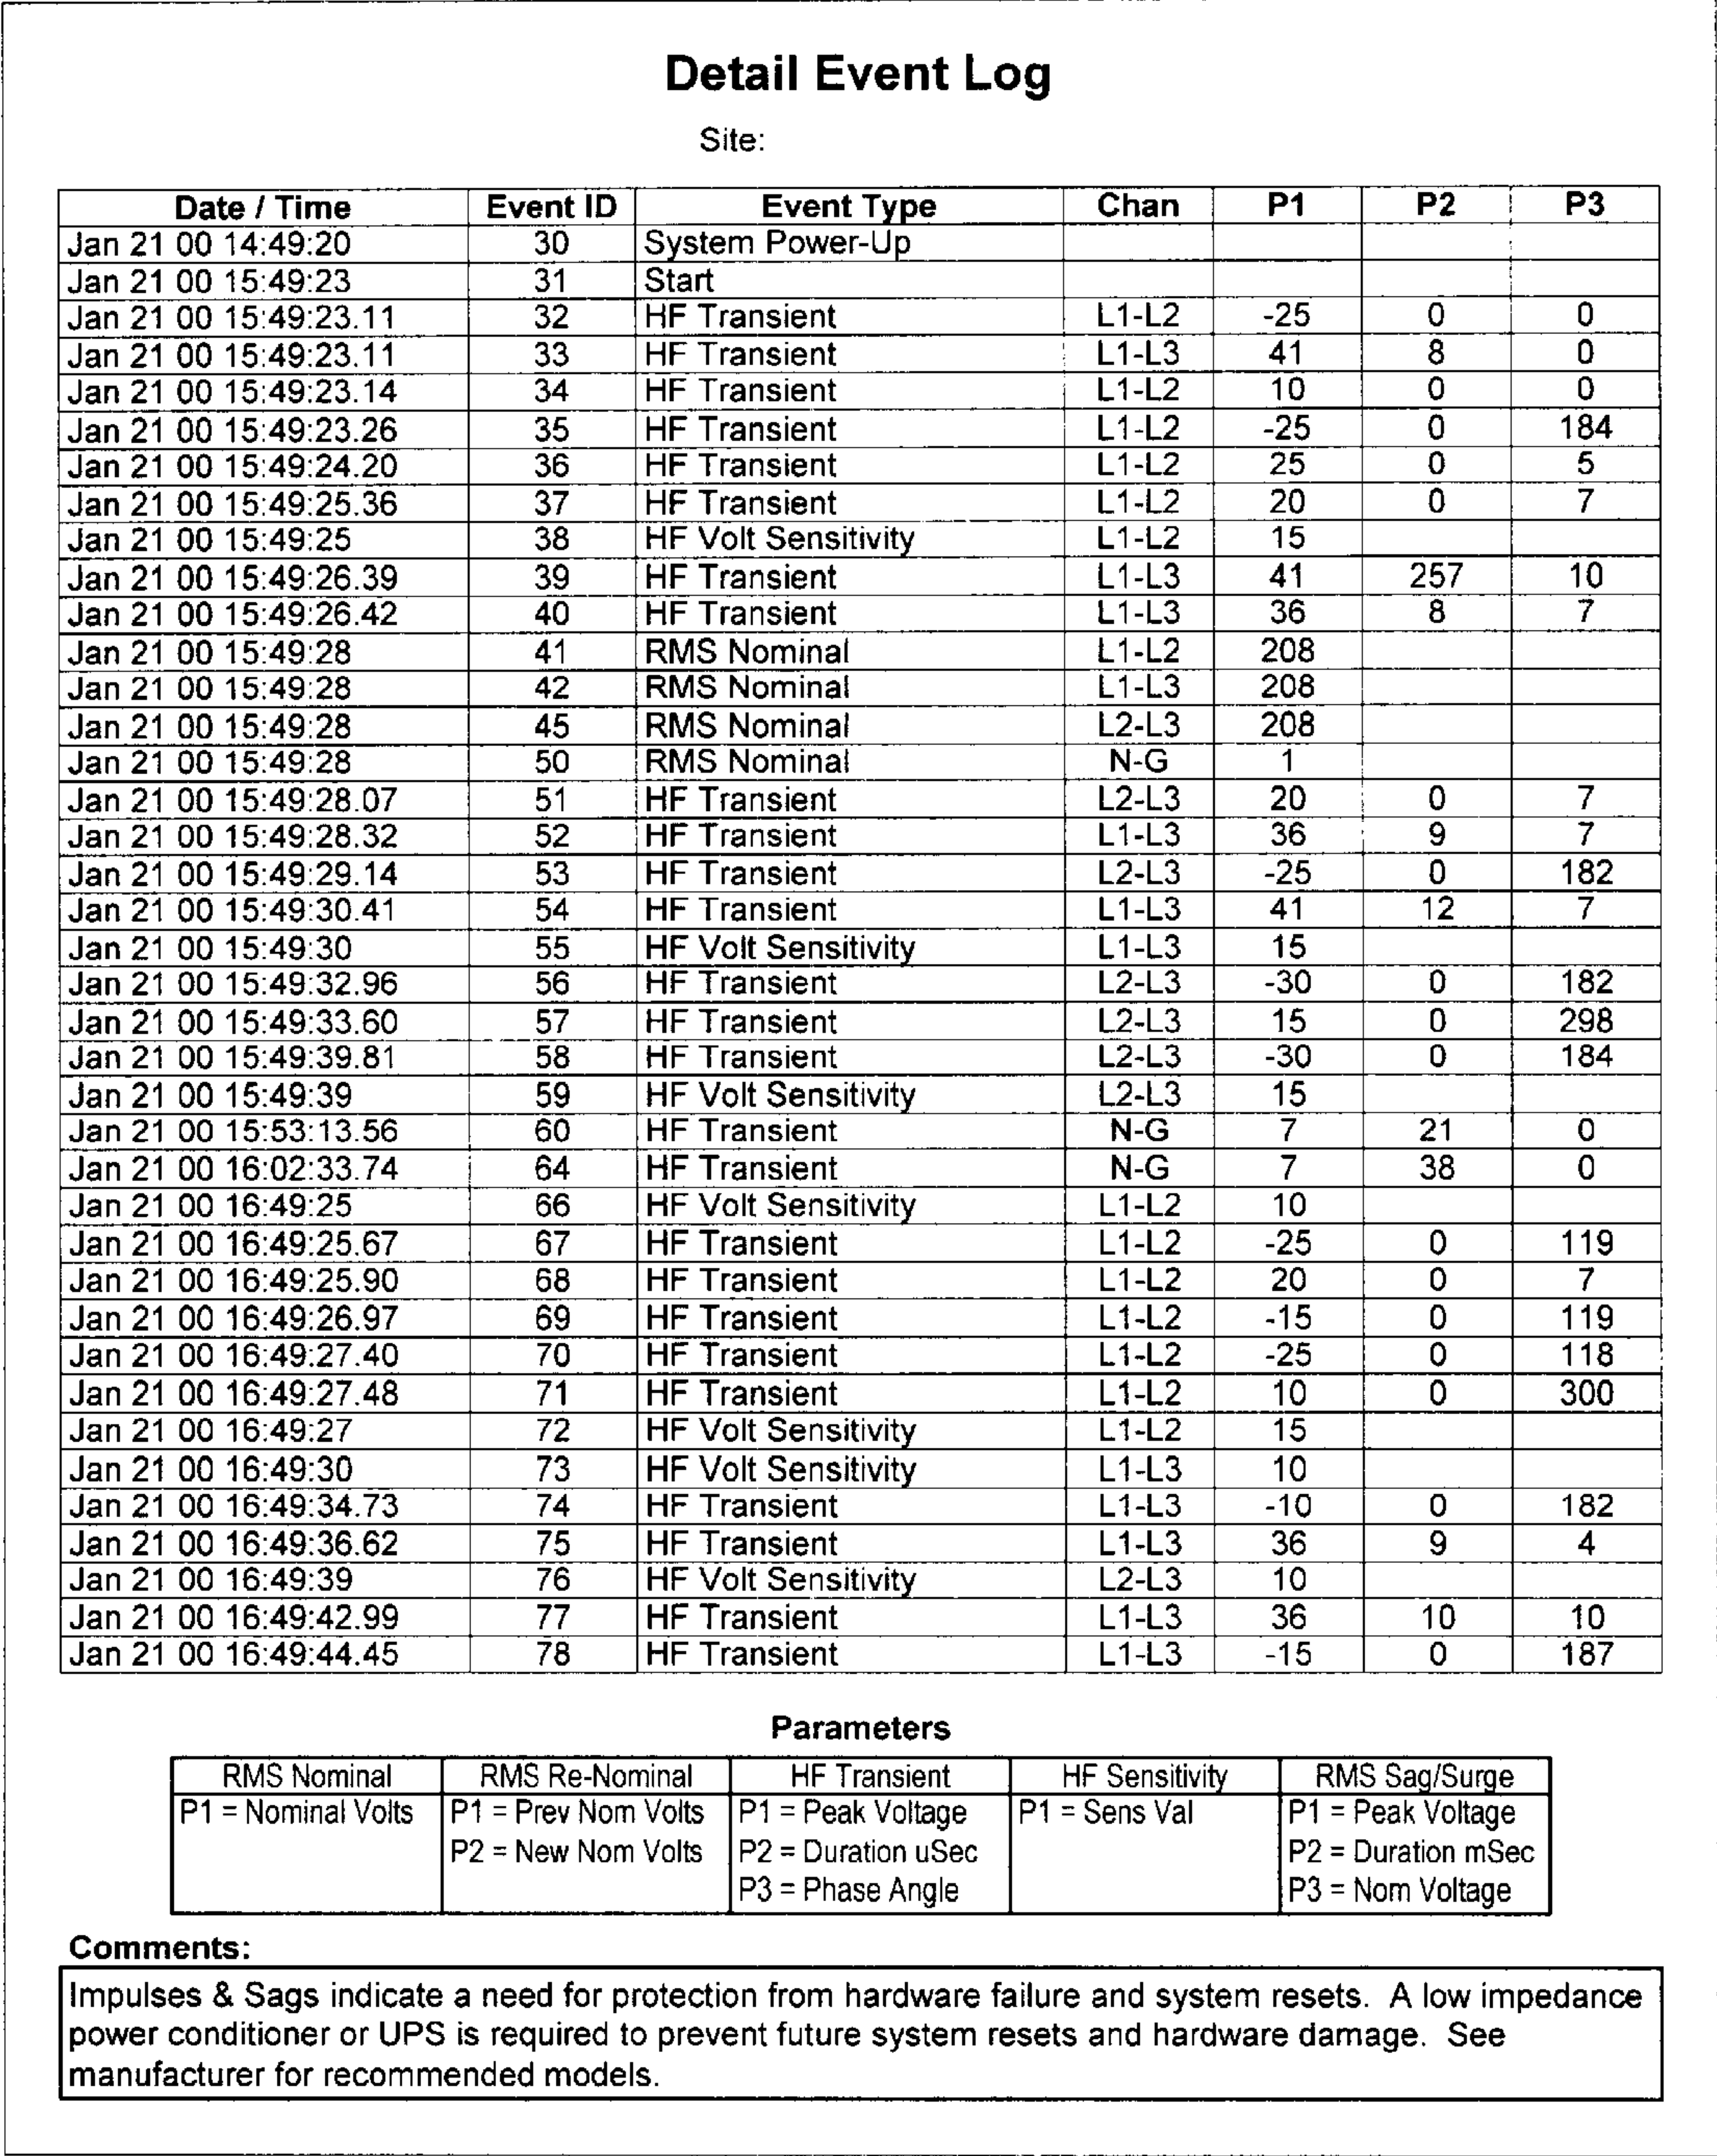 Detail Event Log
Site:
Date / Time Event ID Event Type Chan P1 P2 P3
Jan 21 00 14:49:20 30 System Power-Up
Jan 21 00 15:49:23 31 Start
Jan 21 00 15:49:23.11 32 HF Transient L1-L2 -25 0 0
Jan 21 00 15:49:23.11 33 HF Transient L1-L3 41 8 0
Jan 21 00 15:49:23.14 34 HF Transient L1-L2 10 0 0
Jan 21 00 15:49:23.26 35 HF Transient L1-L2 -25 0 184
Jan 21 00 15:49:24.20 36 HF Transient L1-L2 25 0 5
Jan 21 00 15:49:25.36 37 HF Transient L1-L2 20 0 7
Jan 21 00 15:49:25 38 HF Volt Sensitivity L1-L2 15
Jan 21 00 15:49:26.39 39 HF Transient L1-L3 41 257 10
Jan 21 00 15:49:26.42 40 HF Transient L1-L3 36 8 7
Jan 21 00 15:49:28 41 RMS Nominal L1-L2 208
Jan 21 00 15:49:28 42 RMS Nominal L1-L3 208
Jan 21 00 15:49:28 45 RMS Nominal L2-L3 208
Jan 21 00 15:49:28 50 RMS Nominal N-G 1
Jan 21 00 15:49:28.07 51 HF Transient L2-L3 20 0 7
Jan 21 00 15:49:28.32 52 HF Transient L1-L3 36 9 7
Jan 21 00 15:49:29.14 53 HF Transient L2-L3 -25 0 182
Jan 21 00 15:49:30.41 54 HF Transient L1-L3 41 12 7
Jan 21 00 15:49:30 55 HF Volt Sensitivity L1-L3 15
Jan 21 00 15:49:32.96 56 HF Transient L2-L3 -30 0 182
Jan 21 00 15:49:33.60 57 HF Transient L2-L3 15 0 298
Jan 21 00 15:49:39.81 58 HF Transient L2-L3 -30 0 184
Jan 21 00 15:49:39 59 HF Volt Sensitivity L2-L3 15
Jan 21 00 15:53:13.56 60 HF Transient N-G 7 21 0
Jan 21 00 16:02:33.74 64 HF Transient N-G 7 38 0
Jan 21 00 16:49:25 66 HF Volt Sensitivity L1-L2 10
Jan 21 00 16:49:25.67 67 HF Transient L1-L2 -25 0 119
Jan 21 00 16:49:25.90 68 HF Transient L1-L2 20 0 7
Jan 21 00 16:49:26.97 69 HF Transient L1-L2 -15 0 119
Jan 21 00 16:49:27.40 70 HF Transient L1-L2 -25 0 118
Jan 21 00 16:49:27.48 71 HF Transient L1-L2 10 0 300
Jan 21 00 16:49:27 72 HF Volt Sensitivity L1-L2 15
Jan 21 00 16:49:30 73 HF Volt Sensitivity L1-L3 10
Jan 21 00 16:49:34.73 74 HF Transient L1-L3 -10 0 182
Jan 21 00 16:49:36.62 75 HF Transient L1-L3 36 9 4
Jan 21 00 16:49:39 76 HF Volt Sensitivity L2-L3 10
Jan 21 00 16:49:42.99 77 HF Transient L1-L3 36 10 10
Jan 21 00 16:49:44.45 78 HF Transient L1-L3 -15 0 187
Parameters
RMS Nominal RMS Re-Nominal HF Transient HF Sensitivity RMS Sag/Surge
P1 = Nominal Volts P1 = Prev Nom Volts P1 = Peak Voltage P1 = Sens Val P1 = Peak Voltage
P2 = New Nom Volts P2 = Duration uSec P2 = Duration mSec
P3 = Phase Angle P3 = Nom Voltage
Comments:
Impulses & Sags indicate a need for protection from hardware failure and system resets. A low impedance
power conditioner or UPS is required to prevent future system resets and hardware damage. See
manufacturer for recommended models.